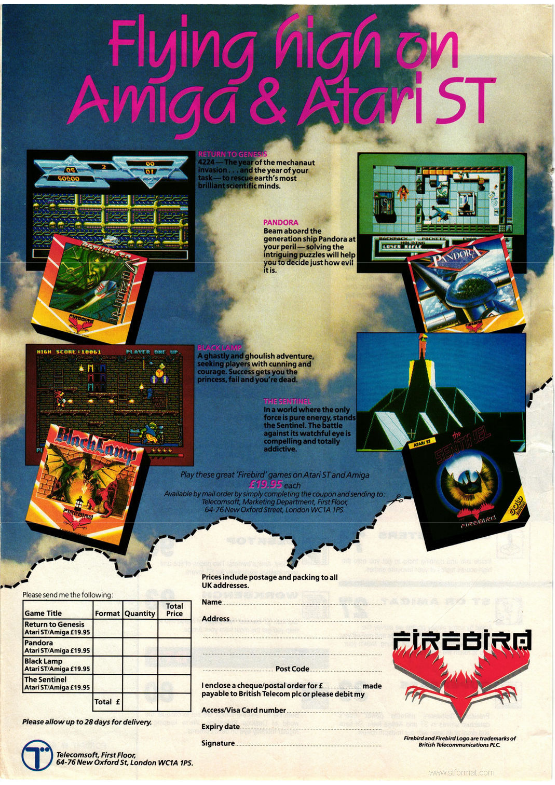 Flying high on
Amiga & Atari ST
RETURN TO GENESIS
4224 — The year of the mechanaut
invasion . . . and the year of your
task — to rescue earth's most
brilliant scientific minds.
PANDORA
Beam aboard the
generation ship Pandora at
your peril — solving the
intriguing puzzles will help
you to decide just how evil
it is.
PANDORA
HIGH SCORE:10061 PLAYER ONE UP
BLACK LAMP
A ghastly and ghoulish adventure,
seeking players with cunning and
courage. Success gets you the
princess, fail and you're dead.
THE SENTINEL
In a world where the only
force is pure energy, stands
the Sentinel. The battle
against its watchful eye is
compelling and totally
addictive.
Black Lamp
Play these great 'Firebird' games on Atari ST and Amiga
£19.95 each
Available by mail order by simply completing the coupon and sending to:
Telecomsoft, Marketing Department, First Floor,
64-76 New Oxford Street, London WC1A 1PS.
Please send me the following:
Game Title Format Quantity Total Price
Return to Genesis
Atari ST/Amiga £19.95
Pandora
Atari ST/Amiga £19.95
Black Lamp
Atari ST/Amiga £19.95
The Sentinel
Atari ST/Amiga £19.95
Total £
Please allow up to 28 days for delivery.
Telecomsoft, First Floor,
64-76 New Oxford St, London WC1A 1PS.
Prices include postage and packing to all
UK addresses.
Name
Address
Post Code
I enclose a cheque/postal order for £ made
payable to British Telecom plc or please debit my
Access/Visa Card number
Expiry date
Signature
FIREBIRD
Firebird and Firebird Logo are trademarks of
British Telecommunications PLC.